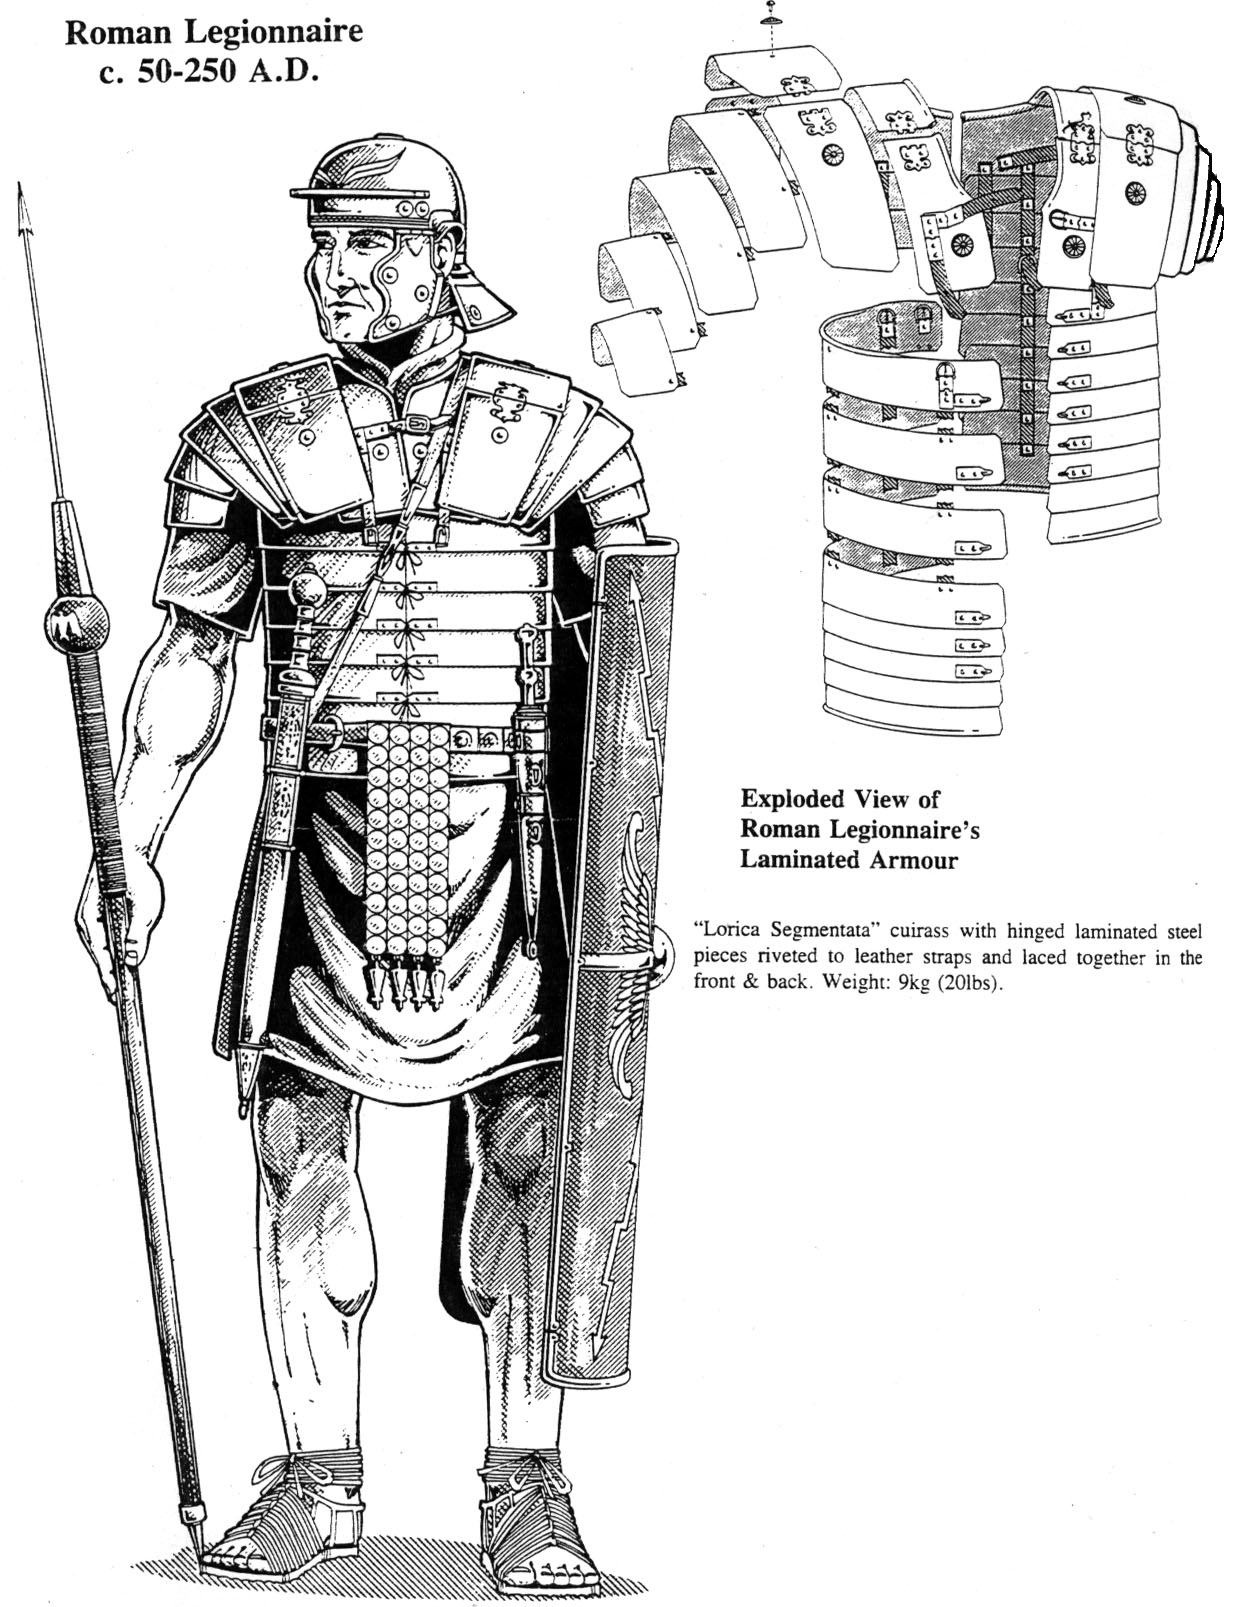 Roman Legionnaire
c. 50-250 A.D.
Exploded View of
Roman Legionnaire's
Laminated Armour
“Lorica Segmentata” cuirass with hinged laminated steel
pieces riveted to leather straps and laced together in the
front & back. Weight: 9kg (20lbs).